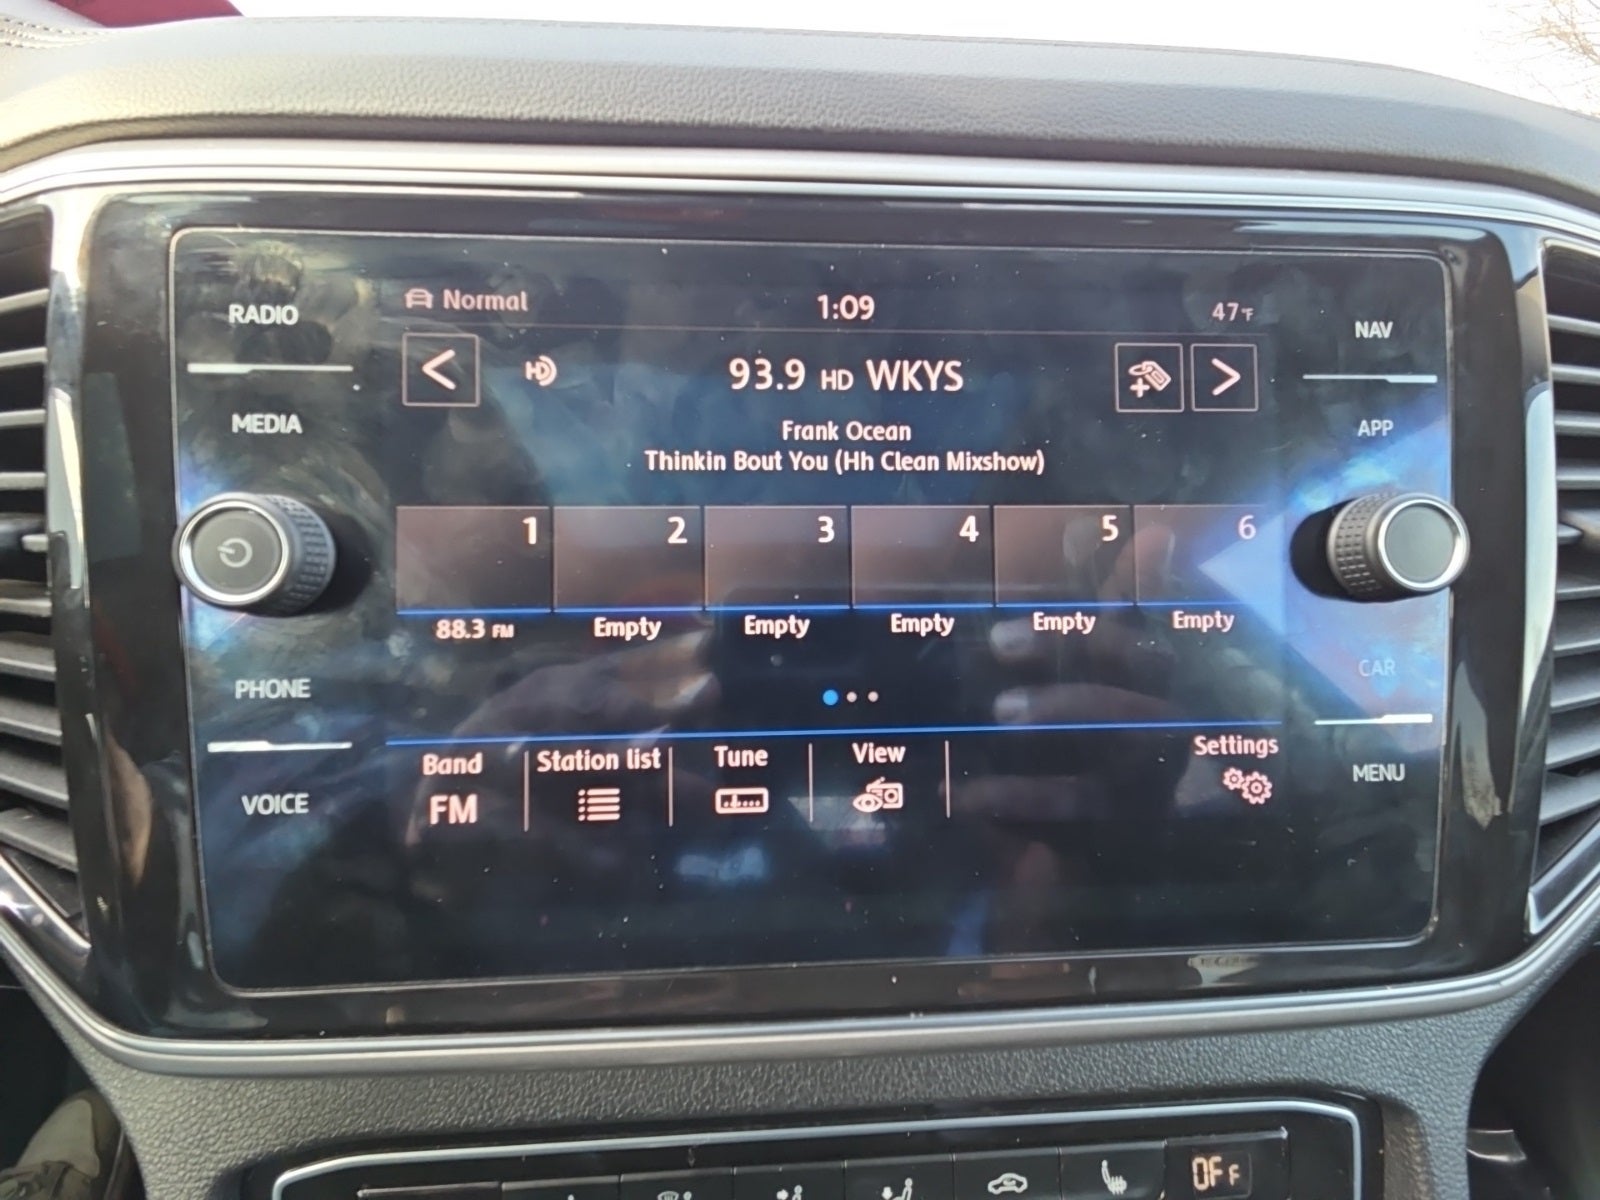 RADIO
MEDIA
PHONE
VOICE
Normal
1:09
47°F
<
HD
93.9 HD WKYS
>
Frank Ocean
Thinkin Bout You (Hh Clean Mixshow)
1 2 3 4 5 6
88.3 FM Empty Empty Empty Empty Empty
Band
FM
Station list
Tune
View
Settings
NAV
APP
CAR
MENU
OFF